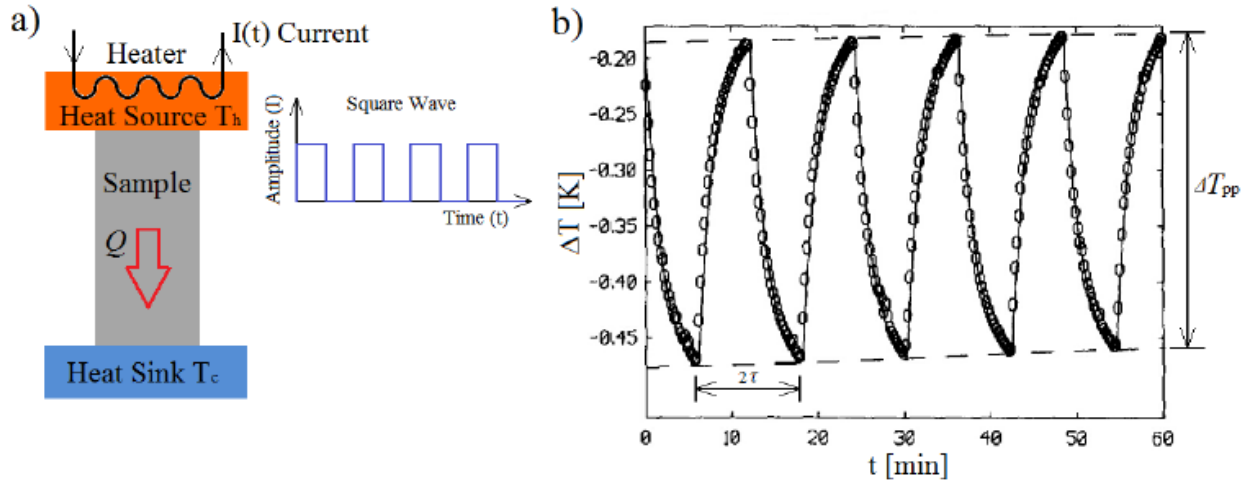 a)
I(t) Current
Heater
Heat Source Tₕ
Sample
Q
Heat Sink T꜀
Square Wave
Amplitude (I)
Time (t)
b)
ΔT [K]
-0.20
-0.25
-0.30
-0.35
-0.40
-0.45
2τ
ΔTpp
0
10
20
30
40
50
60
t [min]